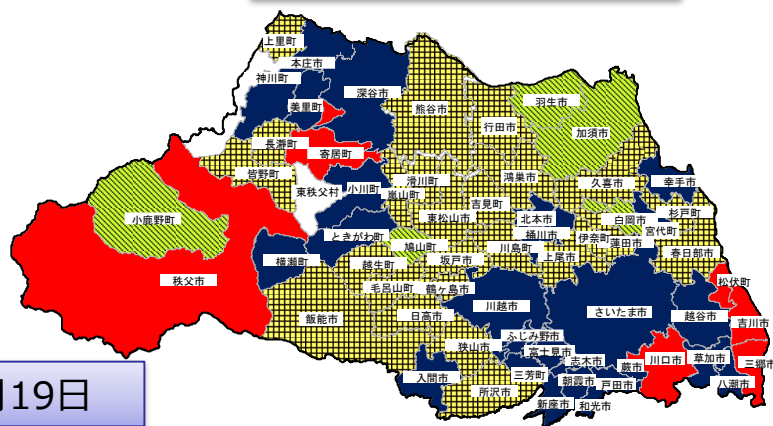 上里町
本庄市
神川町
深谷市
美里町
熊谷市
羽生市
行田市
加須市
長瀞町
寄居町
皆野町
東秩父村
小川町
嵐山町
滑川町
鴻巣市
久喜市
幸手市
吉見町
東松山市
北本市
白岡市
杉戸町
宮代町
小鹿野町
ときがわ町
鳩山町
川島町
桶川市
伊奈町
上尾市
蓮田市
春日部市
横瀬町
越生町
坂戸市
秩父市
毛呂山町
鶴ヶ島市
松伏町
飯能市
日高市
川越市
さいたま市
越谷市
吉川市
狭山市
ふじみ野市
富士見市
志木市
蕨市
川口市
草加市
三郷市
入間市
所沢市
三芳町
朝霞市
戸田市
八潮市
新座市
和光市
月19日